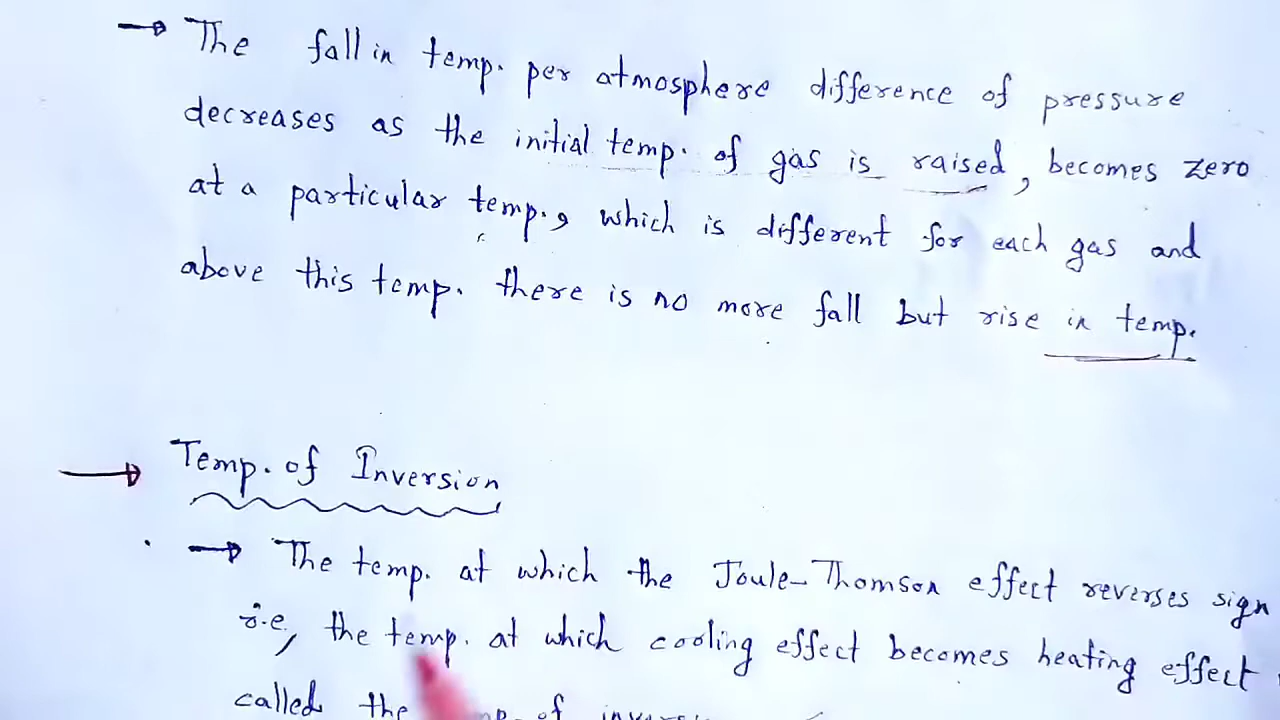 → The fall in temp. per atmosphere difference of pressure
decreases as the initial temp. of gas is raised, becomes zero
at a particular temp., which is different for each gas and
above this temp. there is no more fall but rise in temp.
→ Temp. of Inversion
→ The temp. at which the Joule-Thomson effect reverses sign
i.e, the temp. at which cooling effect becomes heating effect
called the of